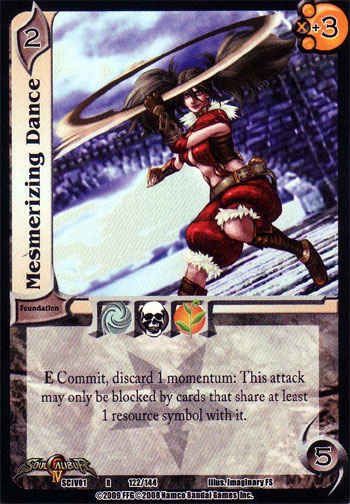 2
+3
Mesmerizing Dance
Foundation
E Commit, discard 1 momentum: This attack
may only be blocked by cards that share at least
1 resource symbol with it.
5
SOULCALIBUR
IV
SCIV01 R 122/144 Illus. Imaginary FS
©2009 FFG ©2008 Namco Bandai Games Inc.